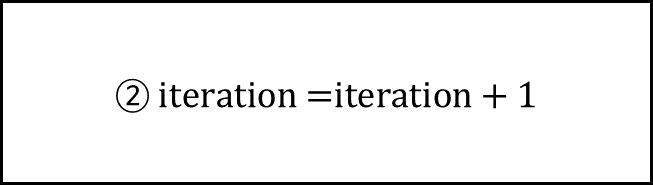 ② iteration =iteration + 1